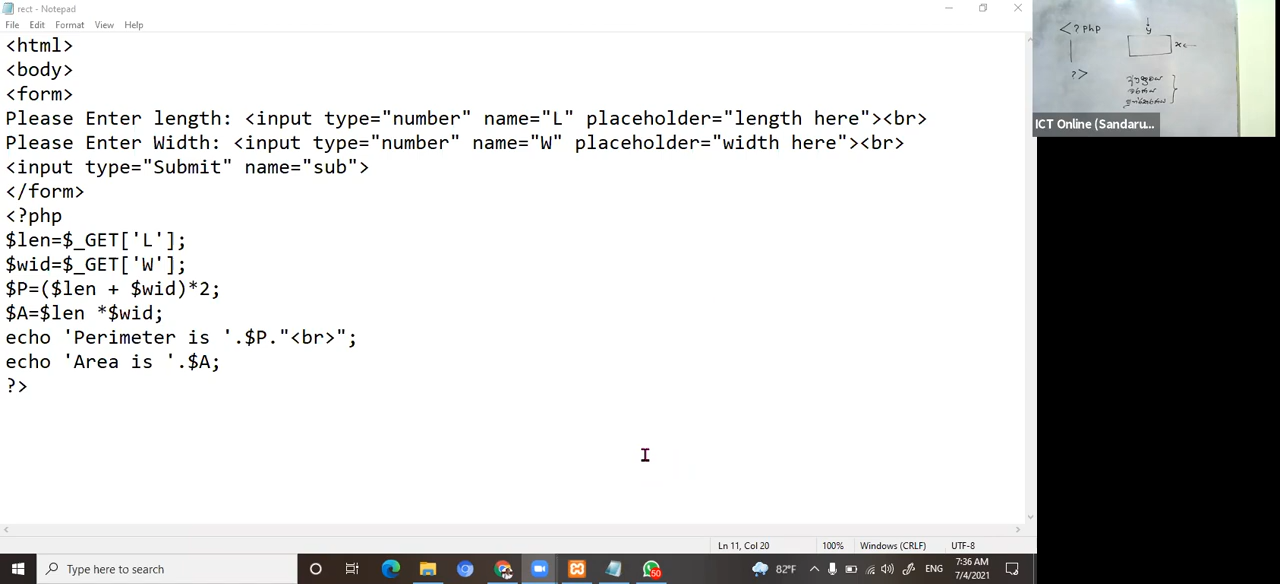 rect - Notepad
File Edit Format View Help
<html>
<body>
<form>
Please Enter length: <input type="number" name="L" placeholder="length here"><br>
Please Enter Width: <input type="number" name="W" placeholder="width here"><br>
<input type="Submit" name="sub">
</form>
<?php
$len=$_GET['L'];
$wid=$_GET['W'];
$P=($len + $wid)*2;
$A=$len *$wid;
echo 'Perimeter is '.$P."<br>";
echo 'Area is '.$A;
?>
<?php
y
x
?>
ICT Online (Sandaru...
Ln 11, Col 20 100% Windows (CRLF) UTF-8
Type here to search
50
82°F ENG
7:36 AM
7/4/2021